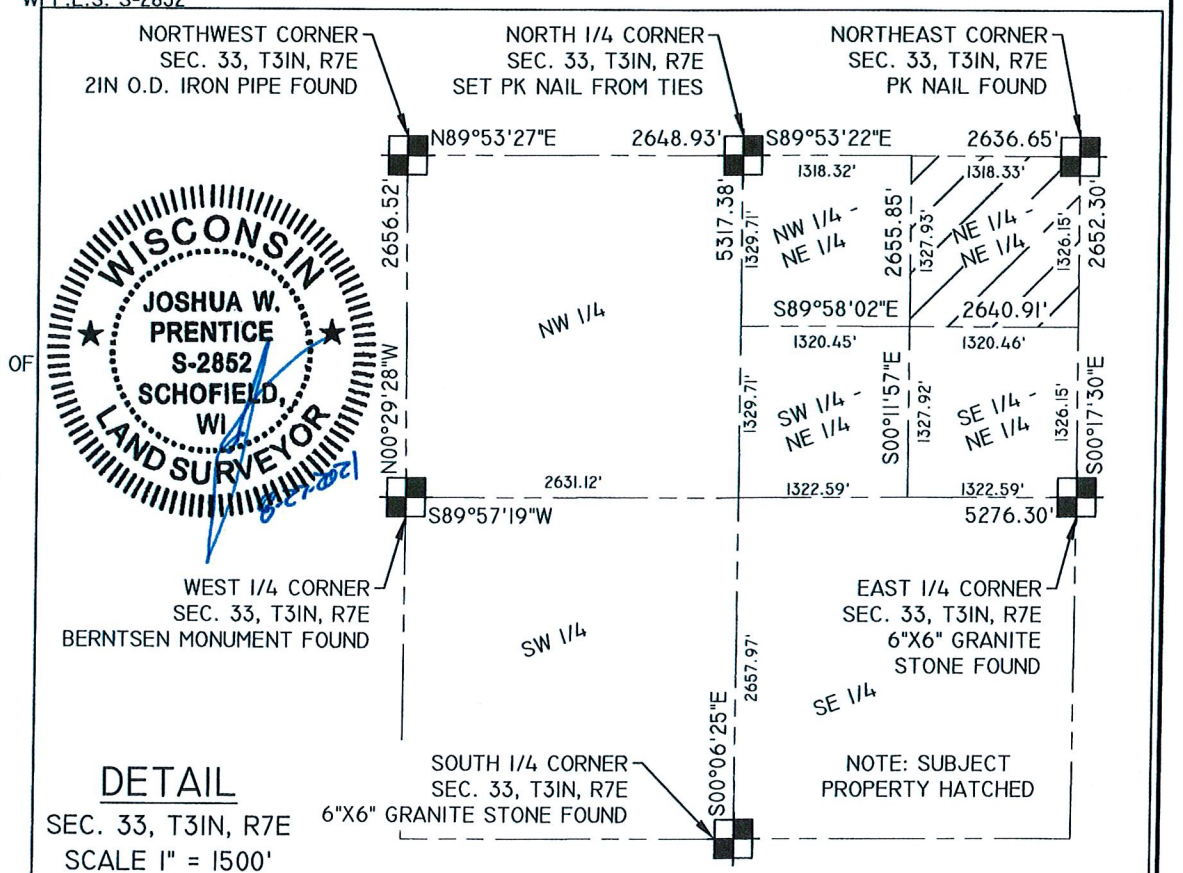 W.I P.L.S. S-2852
NORTHWEST CORNER
SEC. 33, T31N, R7E
2IN O.D. IRON PIPE FOUND
NORTH 1/4 CORNER
SEC. 33, T31N, R7E
SET PK NAIL FROM TIES
NORTHEAST CORNER
SEC. 33, T31N, R7E
PK NAIL FOUND
N89°53'27"E 2648.93'
S89°53'22"E 2636.65'
1318.32'
1318.33'
2656.52'
5317.38'
1329.71'
NW 1/4 -
NE 1/4
2655.85'
1327.93'
NE 1/4 -
NE 1/4
1326.15'
2652.30'
NW 1/4
S89°58'02"E 2640.91'
1320.45'
1320.46'
OF
WISCONSIN
JOSHUA W.
PRENTICE
S-2852
SCHOFIELD,
WI
LAND SURVEYOR
N00°29'28"W
1329.71'
SW 1/4 -
NE 1/4
S00°11'57"E
1327.92'
SE 1/4 -
NE 1/4
1326.15'
S00°17'30"E
2631.12'
1322.59'
1322.59'
S89°57'19"W
5276.30'
WEST 1/4 CORNER
SEC. 33, T31N, R7E
BERNTSEN MONUMENT FOUND
EAST 1/4 CORNER
SEC. 33, T31N, R7E
6"X6" GRANITE
STONE FOUND
SW 1/4
2657.97'
SE 1/4
S00°06'25"E
SOUTH 1/4 CORNER
SEC. 33, T31N, R7E
6"X6" GRANITE STONE FOUND
NOTE: SUBJECT
PROPERTY HATCHED
DETAIL
SEC. 33, T31N, R7E
SCALE 1" = 1500'